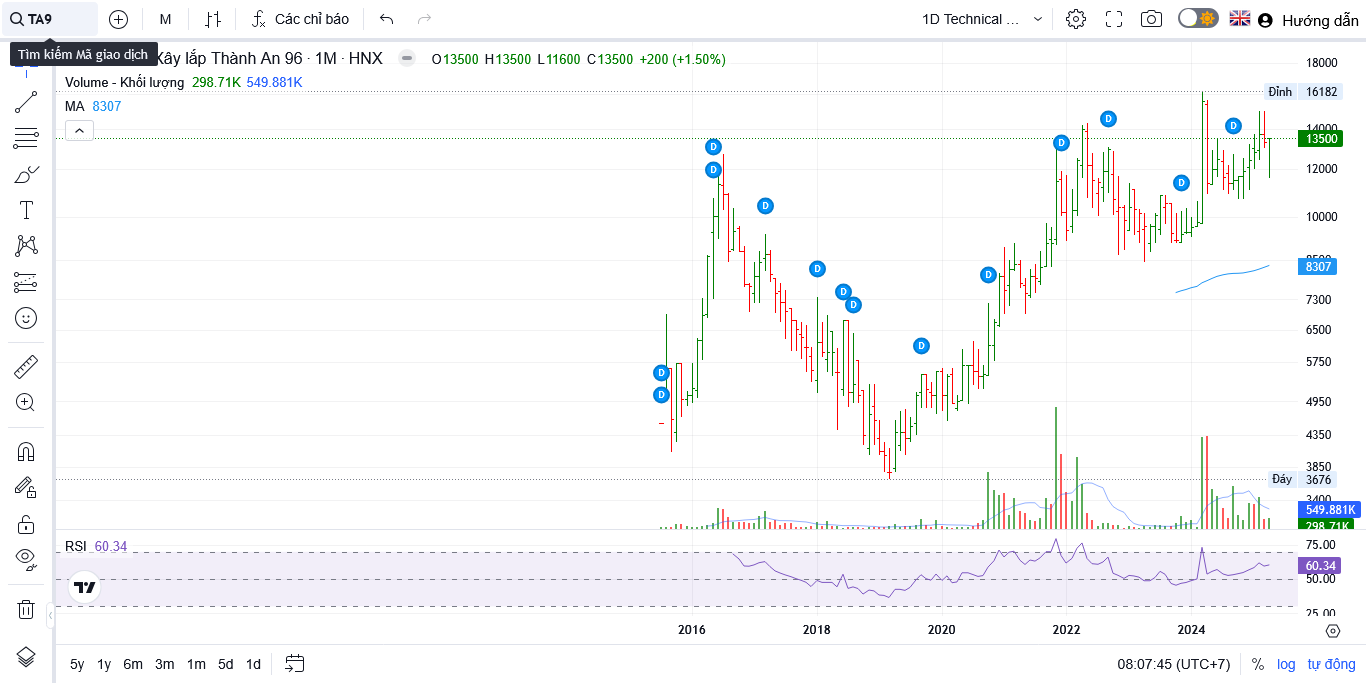 TA9
M
Các chỉ báo
1D Technical ...
Hướng dẫn
Tìm kiếm Mã giao dịch
Xây lắp Thành An 96 · 1M · HNX
O13500 H13500 L11600 C13500 +200 (+1.50%)
Volume - Khối lượng 298.71K 549.881K
MA 8307
18000
Đỉnh 16182
14000
13500
12000
10000
8500
8307
7300
6500
5750
4950
4350
3850
Đáy 3676
3400
549.881K
298.71K
D
D
D
D
D
D
D
D
D
D
D
D
D
D
RSI 60.34
75.00
60.34
50.00
25.00
2016 2018 2020 2022 2024
5y 1y 6m 3m 1m 5d 1d
08:07:45 (UTC+7)
% log tự động